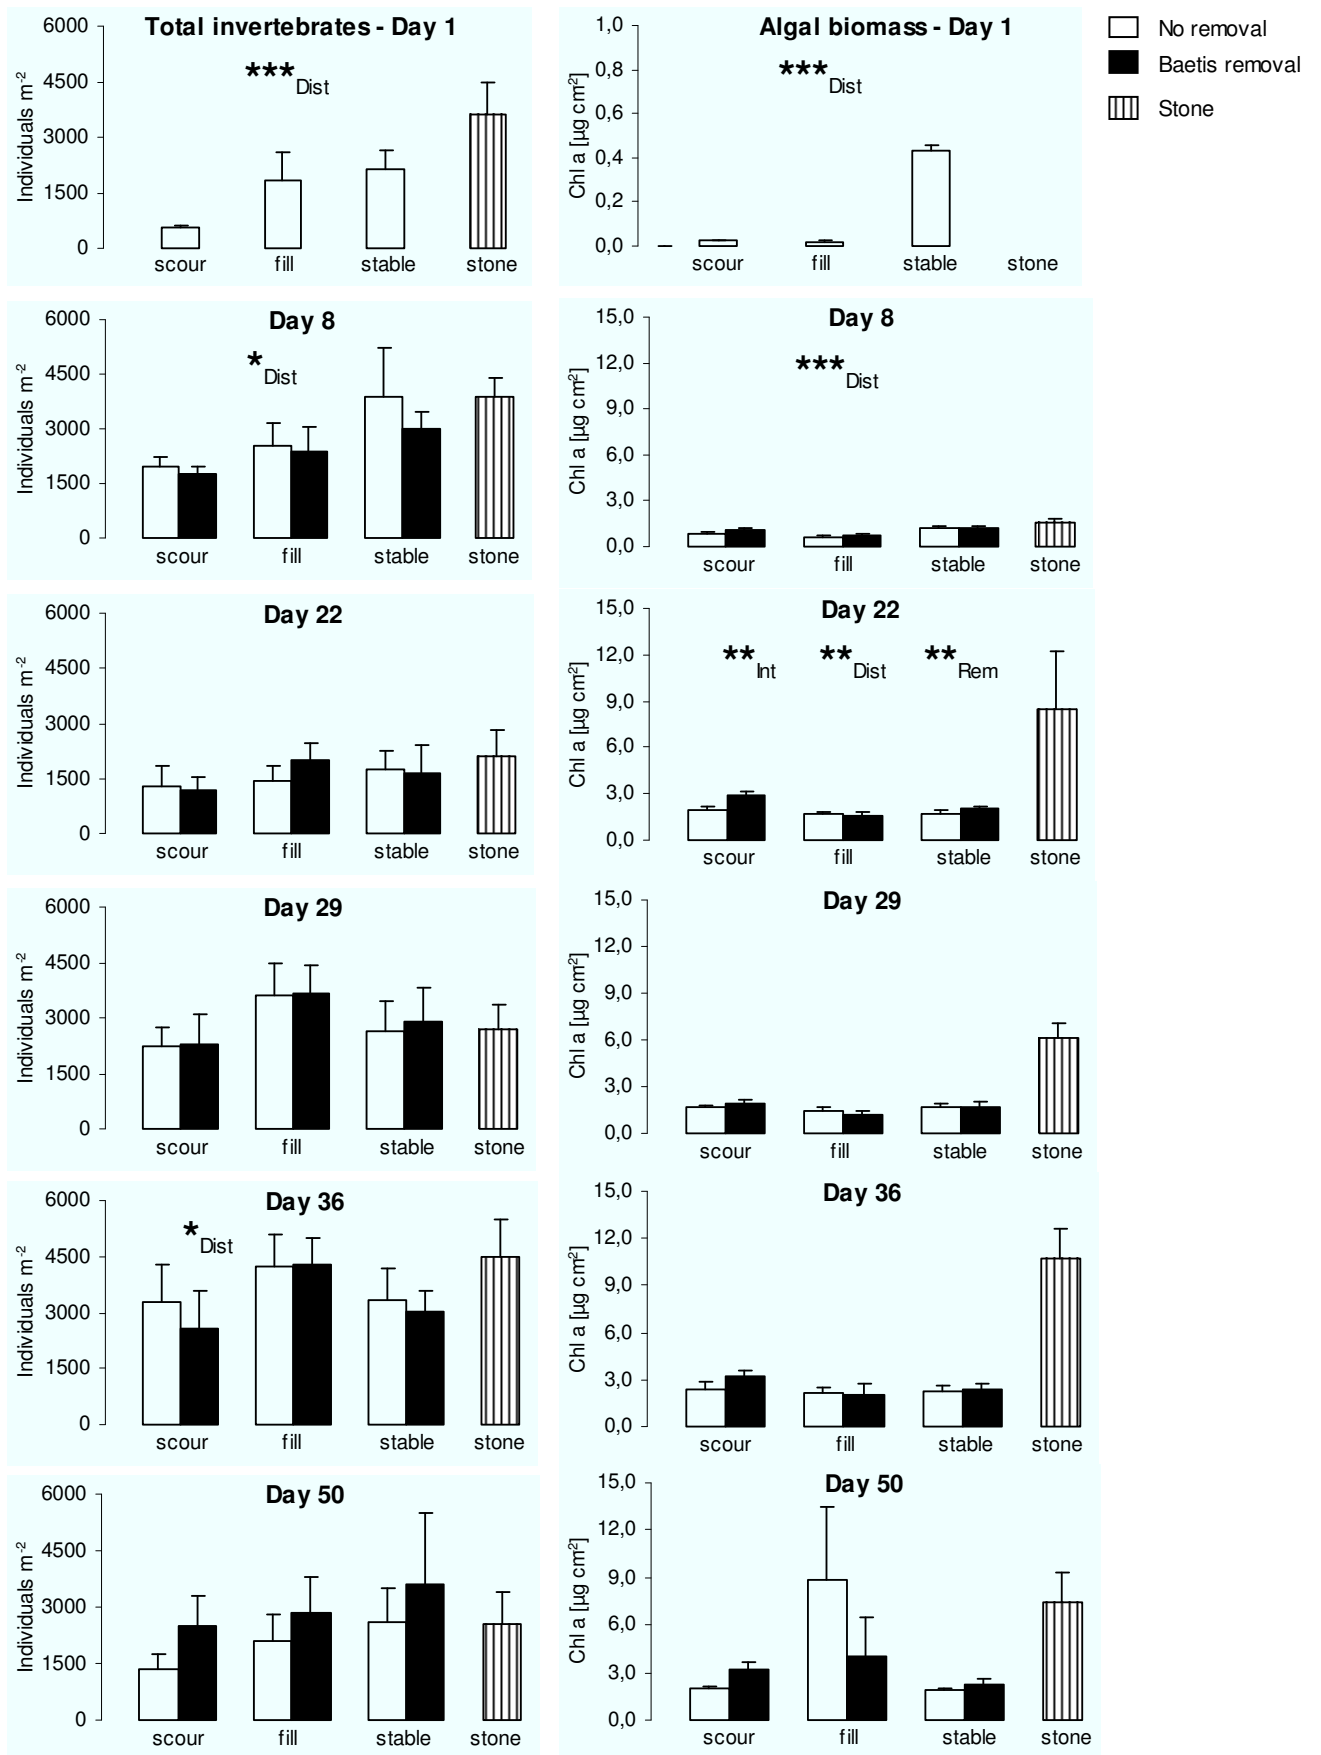 Total invertebrates - Day 1
Individuals m-2
6000
4500
3000
1500
0
***Dist
scour fill stable stone
Algal biomass - Day 1
Chl a [µg cm2]
1,0
0,8
0,6
0,4
0,2
0,0
***Dist
scour fill stable stone
No removal
Baetis removal
Stone
Day 8
Individuals m-2
6000
4500
3000
1500
0
*Dist
scour fill stable stone
Day 8
Chl a [µg cm2]
15,0
12,0
9,0
6,0
3,0
0,0
***Dist
scour fill stable stone
Day 22
Individuals m-2
6000
4500
3000
1500
0
scour fill stable stone
Day 22
Chl a [µg cm2]
15,0
12,0
9,0
6,0
3,0
0,0
**Int **Dist **Rem
scour fill stable stone
Day 29
Individuals m-2
6000
4500
3000
1500
0
scour fill stable stone
Day 29
Chl a [µg cm2]
15,0
12,0
9,0
6,0
3,0
0,0
scour fill stable stone
Day 36
Individuals m-2
6000
4500
3000
1500
0
*Dist
scour fill stable stone
Day 36
Chl a [µg cm2]
15,0
12,0
9,0
6,0
3,0
0,0
scour fill stable stone
Day 50
Individuals m-2
6000
4500
3000
1500
0
scour fill stable stone
Day 50
Chl a [µg cm2]
15,0
12,0
9,0
6,0
3,0
0,0
scour fill stable stone